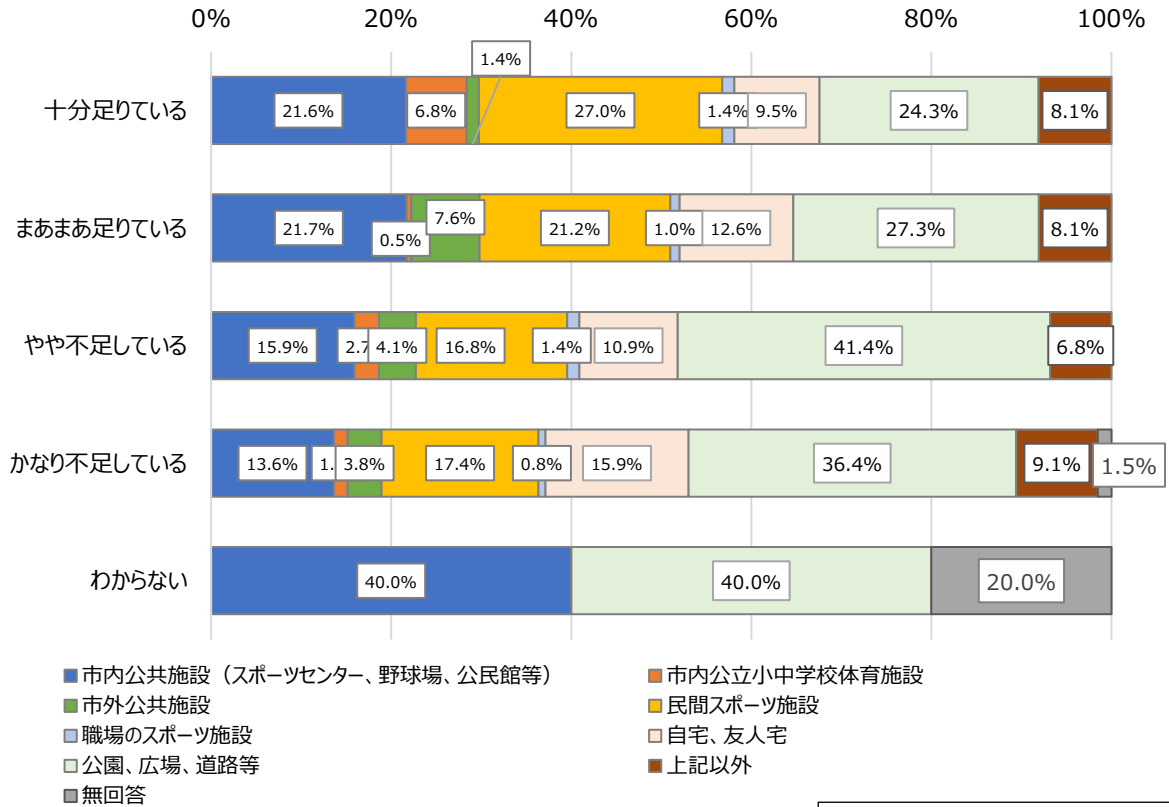 0% 20% 40% 60% 80% 100%
1.4%
十分足りている 21.6% 6.8% 27.0% 1.4% 9.5% 24.3% 8.1%
まあまあ足りている 21.7% 0.5% 7.6% 21.2% 1.0% 12.6% 27.3% 8.1%
やや不足している 15.9% 2.7 4.1% 16.8% 1.4% 10.9% 41.4% 6.8%
かなり不足している 13.6% 1. 3.8% 17.4% 0.8% 15.9% 36.4% 9.1% 1.5%
わからない 40.0% 40.0% 20.0%
市内公共施設（スポーツセンター、野球場、公民館等） 市内公立小中学校体育施設
市外公共施設 民間スポーツ施設
職場のスポーツ施設 自宅、友人宅
公園、広場、道路等 上記以外
無回答